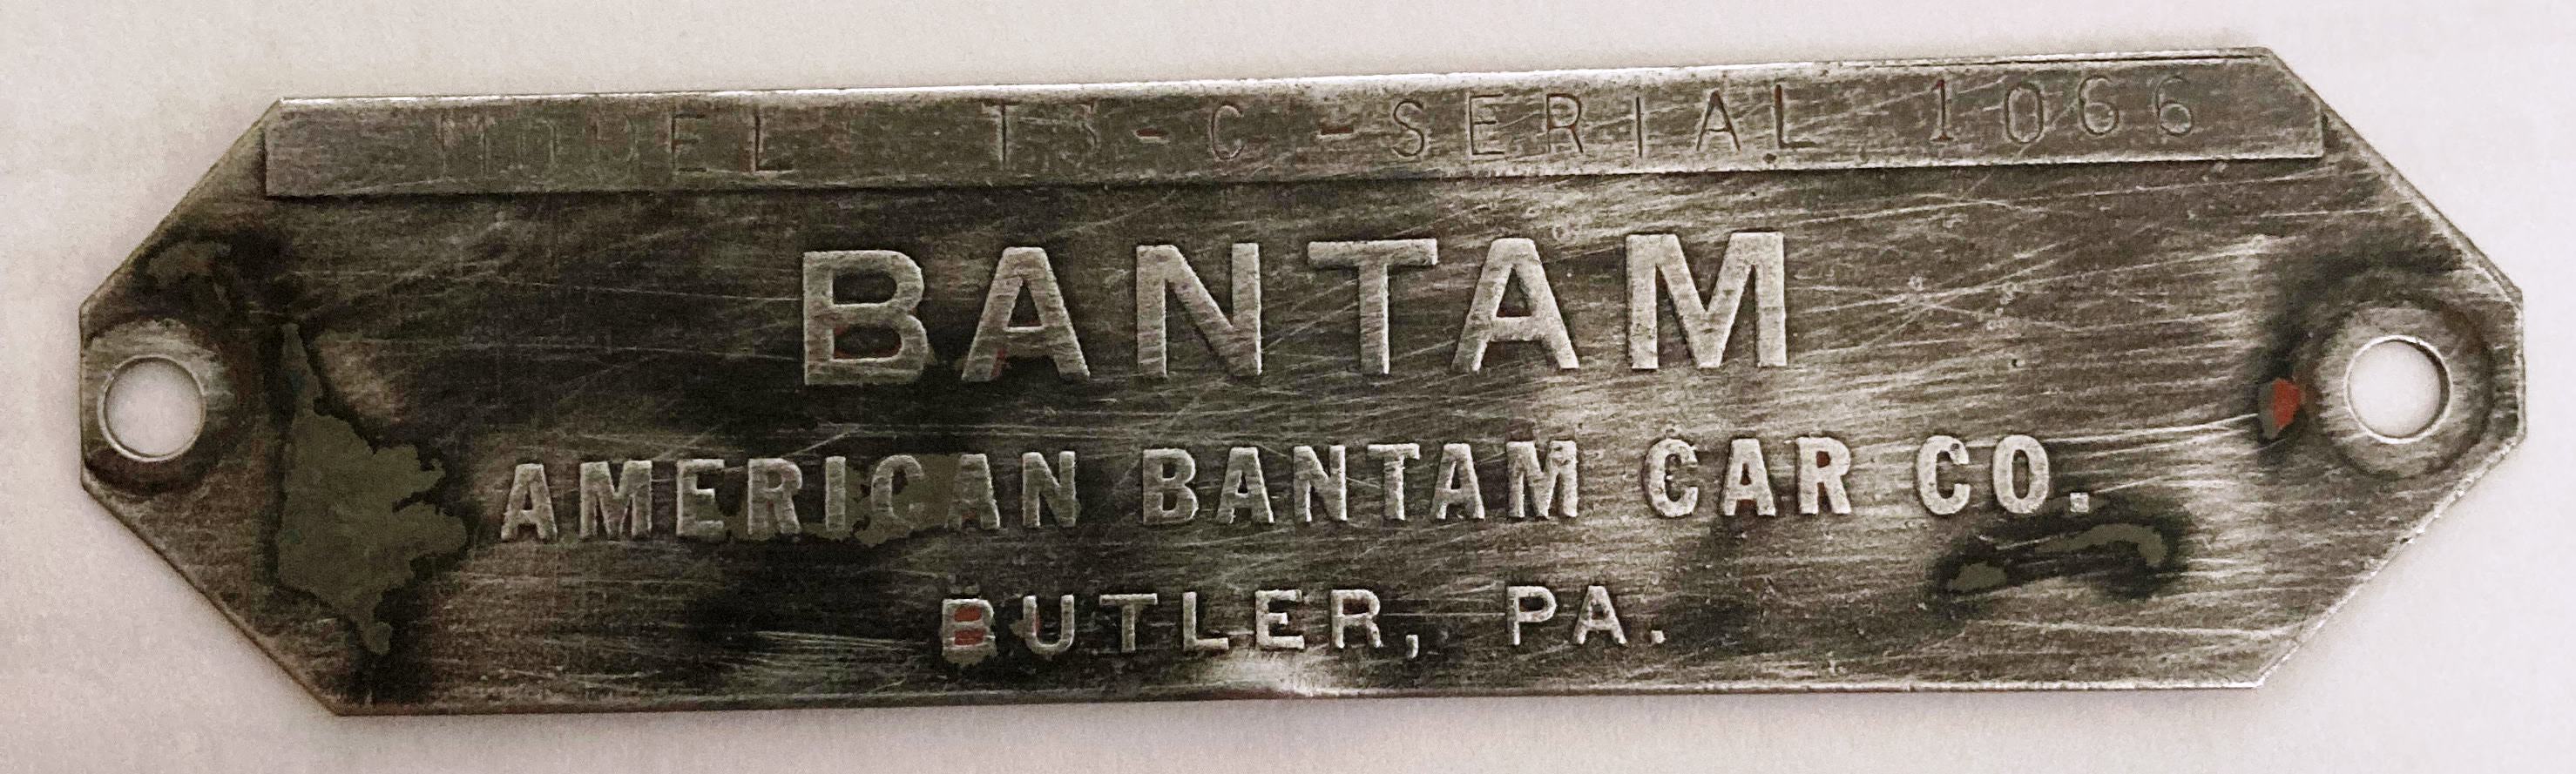 MODEL T3-C-SERIAL 1066
BANTAM
AMERICAN BANTAM CAR CO.
BUTLER, PA.